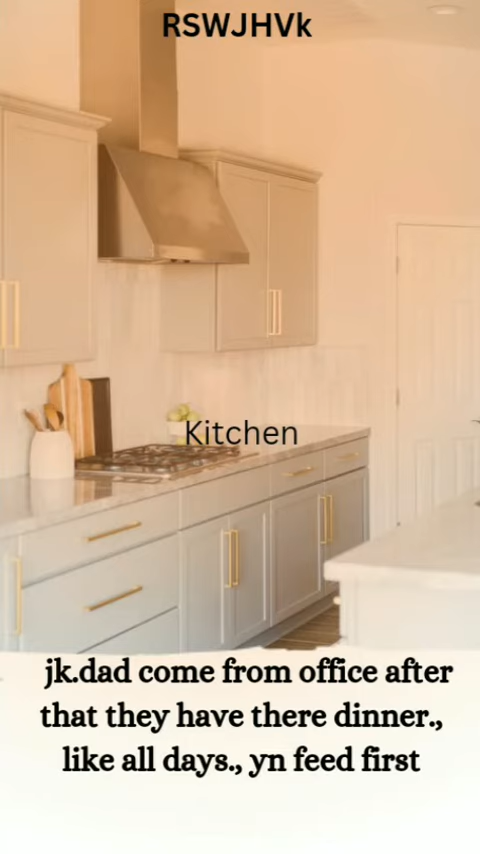 RSWJHVk
Kitchen
jk.dad come from office after
that they have there dinner.,
like all days., yn feed first